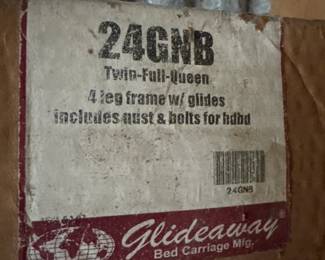 24GNB
Twin-Full-Queen
4 leg frame w/ glides
includes nust & bolts for hdbd
24GNB
Glideaway®
Bed Carriage Mfg.